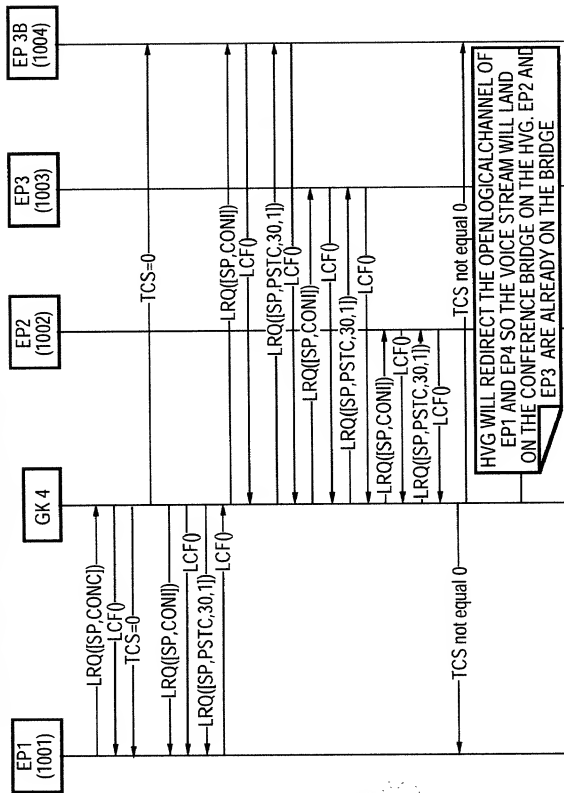 EP1
(1001)
GK 4
EP2
(1002)
EP3
(1003)
EP 3B
(1004)
LRQ([SP,CONC])
LCF()
TCS=0
TCS=0
LRQ([SP,CONI])
LCF()
LRQ([SP,PSTC,30,1])
LCF()
LRQ([SP,CONI])
LCF()
LRQ([SP,PSTC,30,1])
LCF()
LRQ([SP,CONI])
LCF()
LRQ([SP,PSTC,30,1])
LCF()
LRQ([SP,CONI])
LCF()
LRQ([SP,PSTC,30,1])
LCF()
TCS not equal 0
TCS not equal 0
HVG WILL REDIRECT THE OPENLOGICALCHANNEL OF
EP1 AND EP4 SO THE VOICE STREAM WILL LAND
ON THE CONFERENCE BRIDGE ON THE HVG. EP2 AND
EP3 ARE ALREADY ON THE BRIDGE